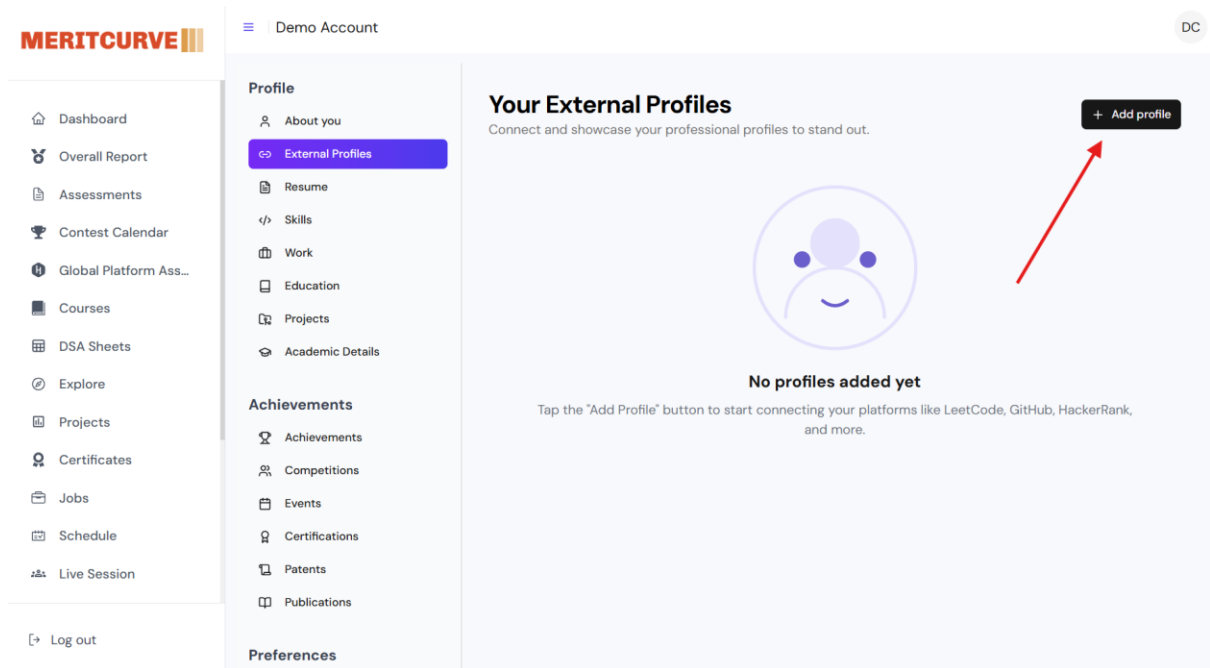 MERITCURVE
Dashboard
Overall Report
Assessments
Contest Calendar
Global Platform Ass...
Courses
DSA Sheets
Explore
Projects
Certificates
Jobs
Schedule
Live Session
Log out
Demo Account
DC
Profile
About you
External Profiles
Resume
Skills
Work
Education
Projects
Academic Details
Achievements
Achievements
Competitions
Events
Certifications
Patents
Publications
Preferences
Your External Profiles
Connect and showcase your professional profiles to stand out.
+ Add profile
No profiles added yet
Tap the "Add Profile" button to start connecting your platforms like LeetCode, GitHub, HackerRank,
and more.